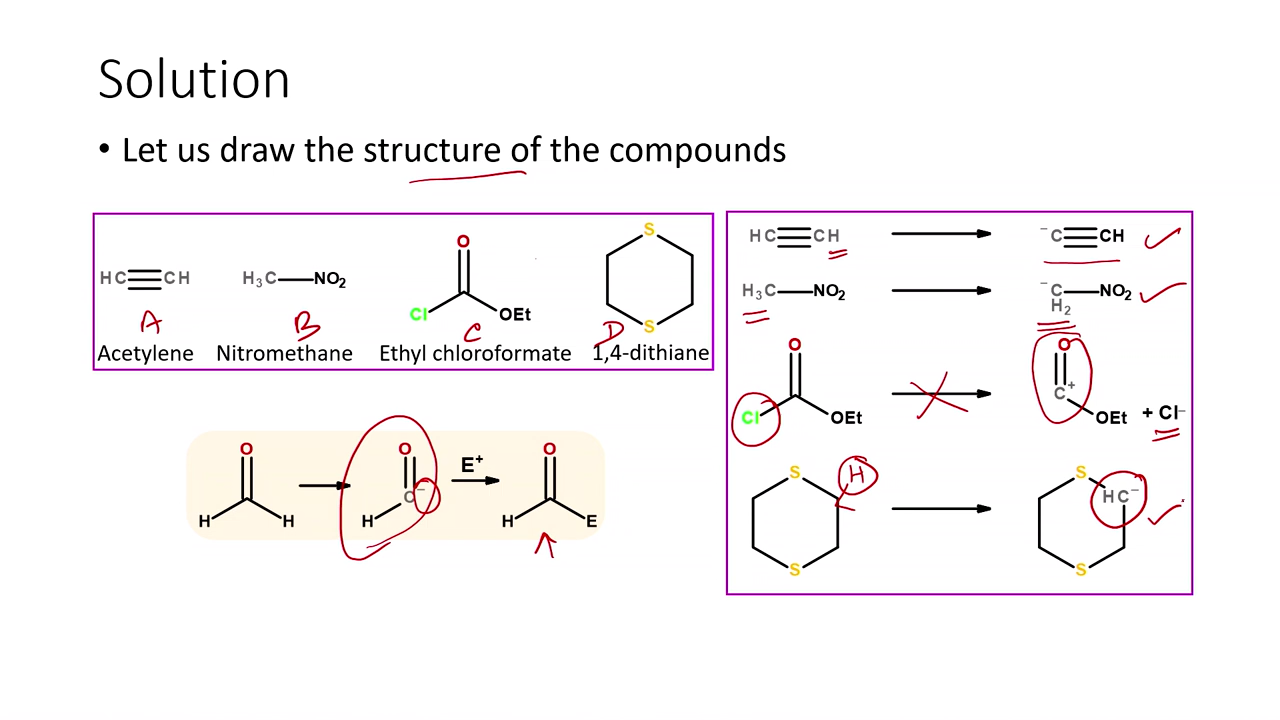 Solution
• Let us draw the structure of the compounds
HC≡CH
H₃C—NO₂
O
Cl
OEt
S
S
A
B
C
D
Acetylene
Nitromethane
Ethyl chloroformate
1,4-dithiane
HC≡CH
⁻C≡CH
H₃C—NO₂
⁻C—NO₂
H₂
O
Cl
OEt
O
C⁺
OEt
+ Cl⁻
S
H
S
S
HC⁻
S
O
H
H
O
C⁻
H
E⁺
O
H
E